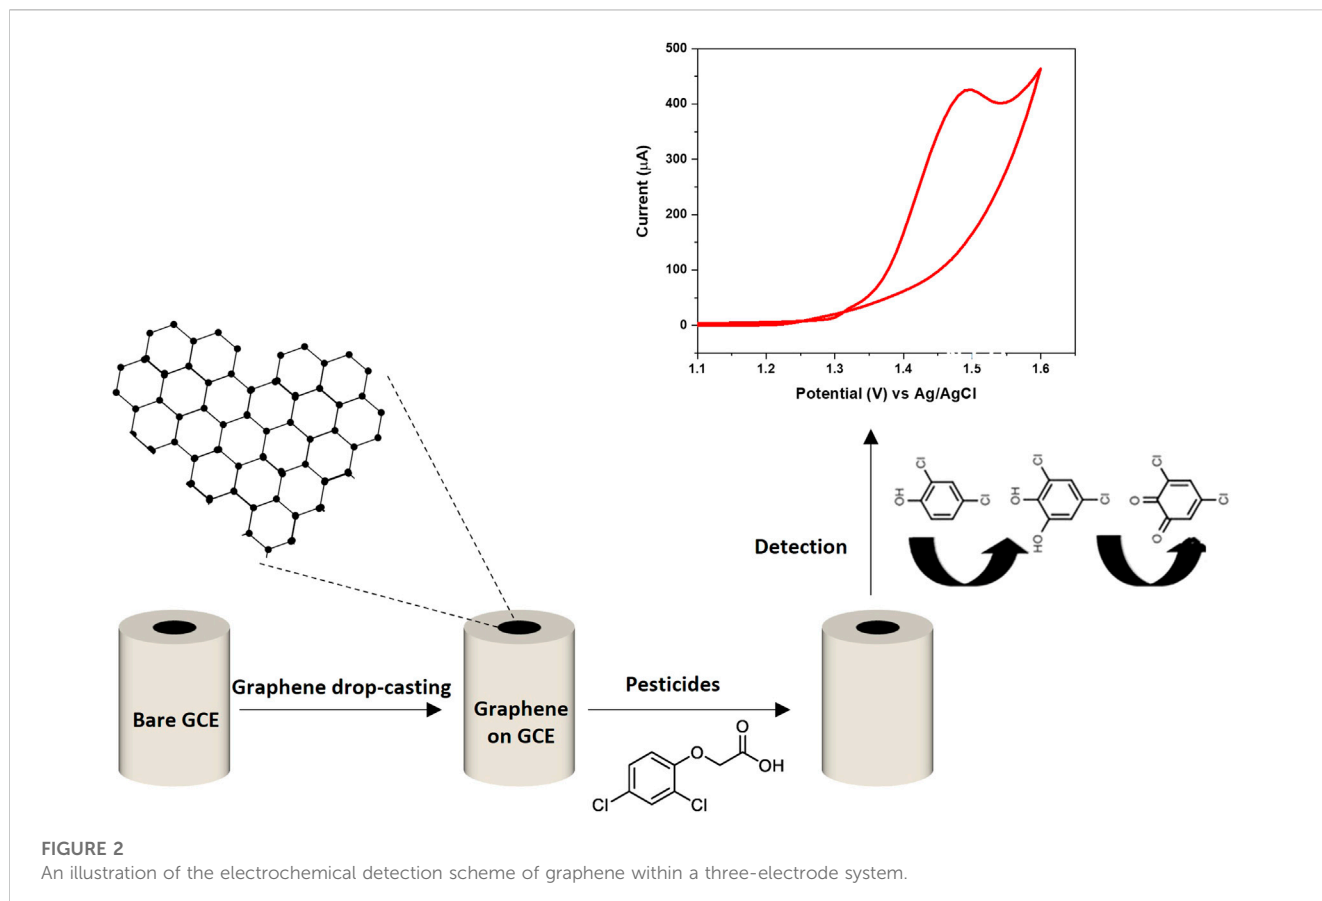 500
400
300
200
100
0
Current (µA)
1.1 1.2 1.3 1.4 1.5 1.6
Potential (V) vs Ag/AgCl
Detection
Cl
OH
Cl
Cl
OH
Cl
HO
Cl
O
Cl
O
Bare GCE
Graphene drop-casting
Graphene
on GCE
Pesticides
O
O
OH
Cl
Cl
FIGURE 2
An illustration of the electrochemical detection scheme of graphene within a three-electrode system.